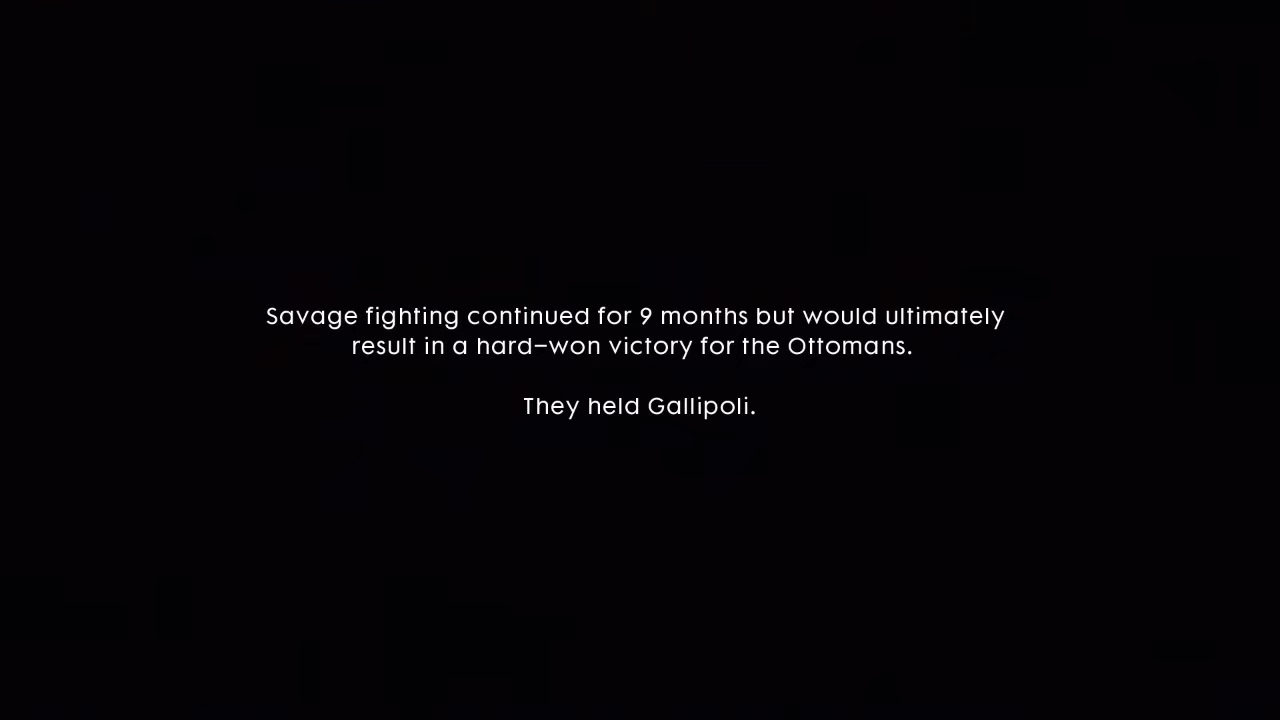 Savage fighting continued for 9 months but would ultimately
result in a hard-won victory for the Ottomans.
They held Gallipoli.